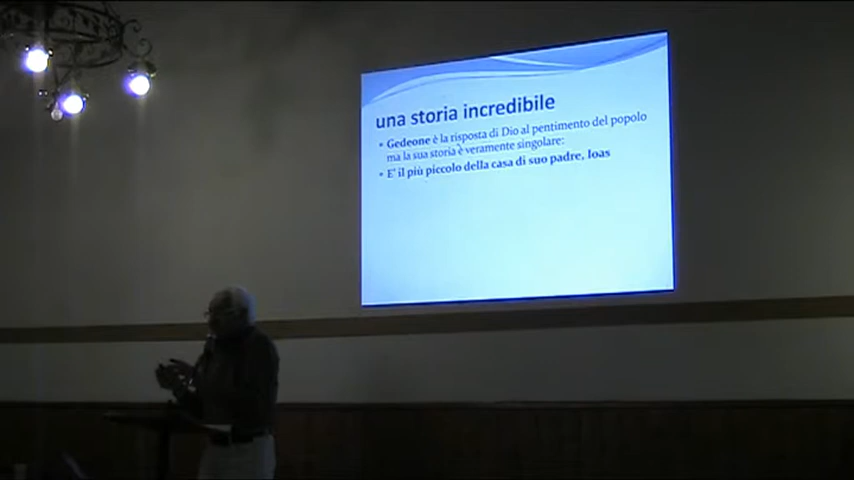 una storia incredibile
• Gedeone è la risposta di Dio al pentimento del popolo
ma la sua storia è veramente singolare:
• E' il più piccolo della casa di suo padre, Ioas